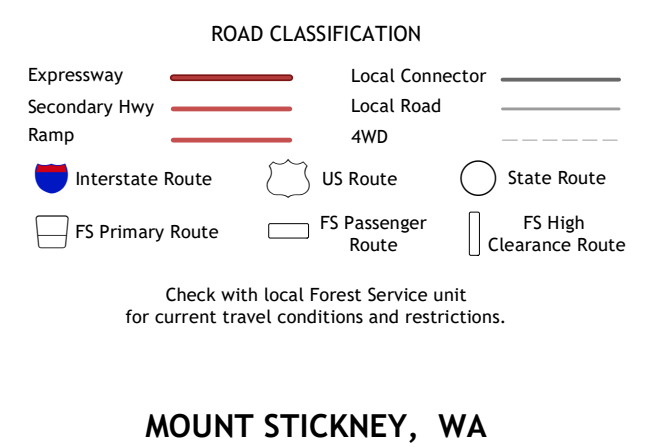 ROAD CLASSIFICATION
Expressway
Local Connector
Secondary Hwy
Local Road
Ramp
4WD
Interstate Route
US Route
State Route
FS Primary Route
FS Passenger
Route
FS High
Clearance Route
Check with local Forest Service unit
for current travel conditions and restrictions.
MOUNT STICKNEY, WA